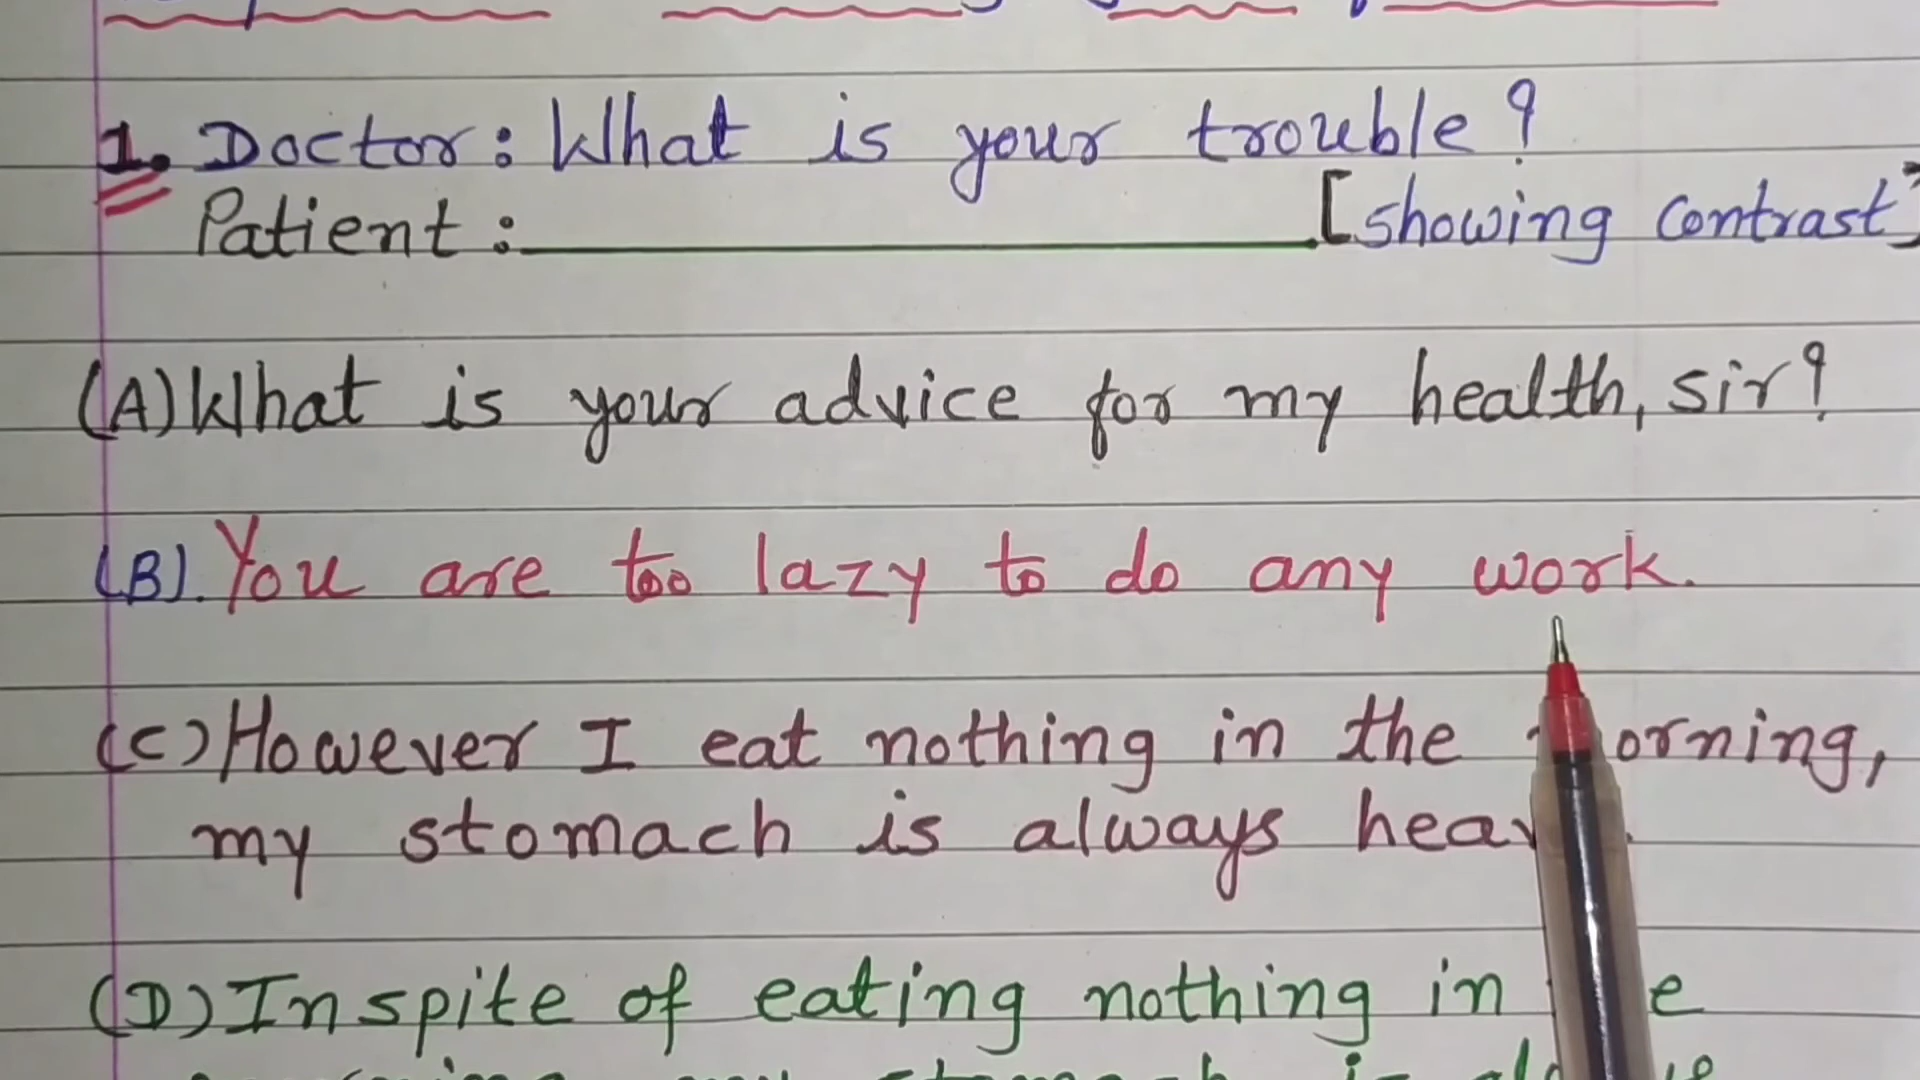 1. Doctor: What is your trouble?
Patient: [showing contrast]
(A) What is your advice for my health, sir?
(B). You are too lazy to do any work.
(C) However I eat nothing in the orning,
my stomach is always hea
(D) Inspite of eating nothing in
stomach